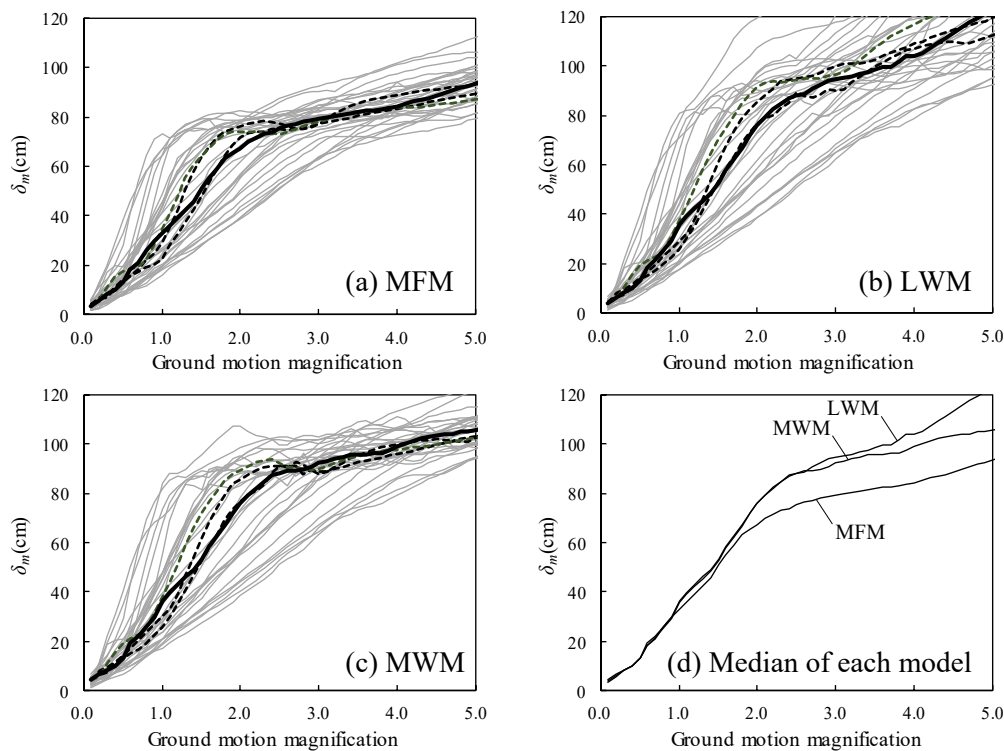 120
100
80
60
40
20
0
δm(cm)
(a) MFM
0.0 1.0 2.0 3.0 4.0 5.0
Ground motion magnification
120
100
80
60
40
20
0
δm(cm)
(b) LWM
0.0 1.0 2.0 3.0 4.0 5.0
Ground motion magnification
120
100
80
60
40
20
0
δm(cm)
(c) MWM
0.0 1.0 2.0 3.0 4.0 5.0
Ground motion magnification
120
100
80
60
40
20
0
δm(cm)
LWM
MWM
MFM
(d) Median of each model
0.0 1.0 2.0 3.0 4.0 5.0
Ground motion magnification